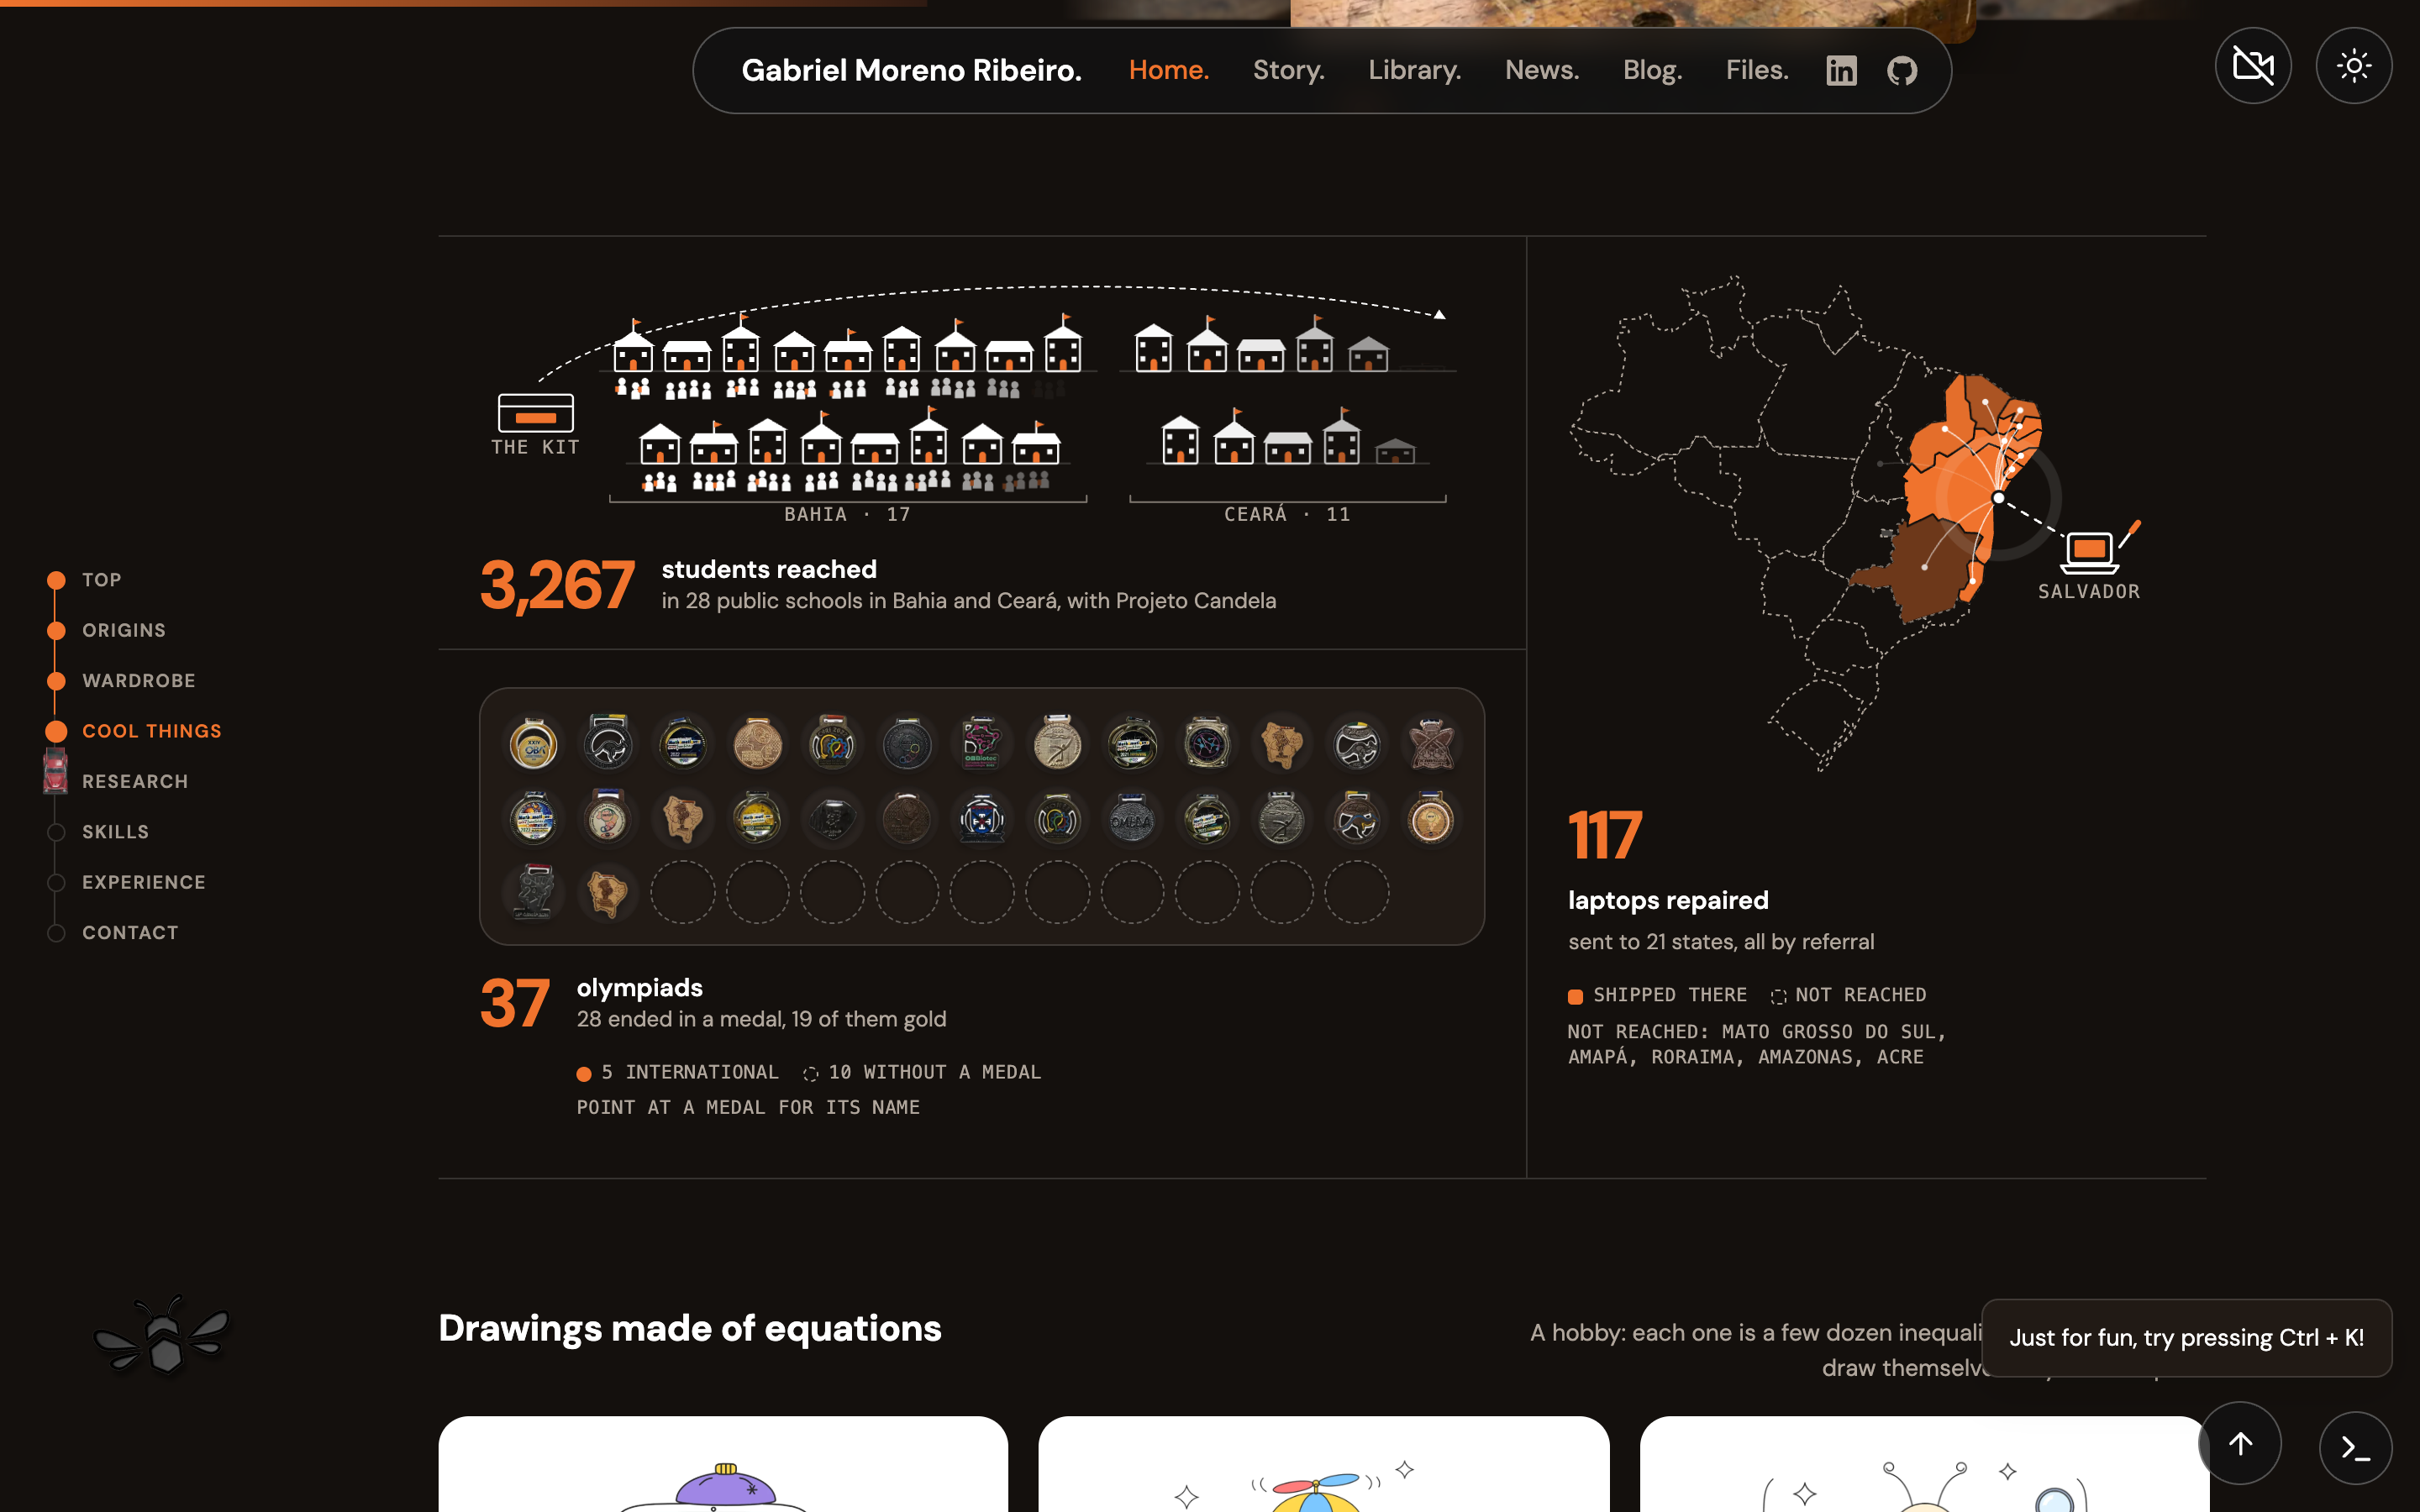 Gabriel Moreno Ribeiro.
Home.
Story.
Library.
News.
Blog.
Files.
TOP
ORIGINS
WARDROBE
COOL THINGS
RESEARCH
SKILLS
EXPERIENCE
CONTACT
THE KIT
BAHIA · 17
CEARÁ · 11
3,267
students reached
in 28 public schools in Bahia and Ceará, with Projeto Candela
37
olympiads
28 ended in a medal, 19 of them gold
5 INTERNATIONAL
10 WITHOUT A MEDAL
POINT AT A MEDAL FOR ITS NAME
SALVADOR
117
laptops repaired
sent to 21 states, all by referral
SHIPPED THERE
NOT REACHED
NOT REACHED: MATO GROSSO DO SUL,
AMAPÁ, RORAIMA, AMAZONAS, ACRE
Drawings made of equations
A hobby: each one is a few dozen
draw
Just for fun, try pressing Ctrl + K!